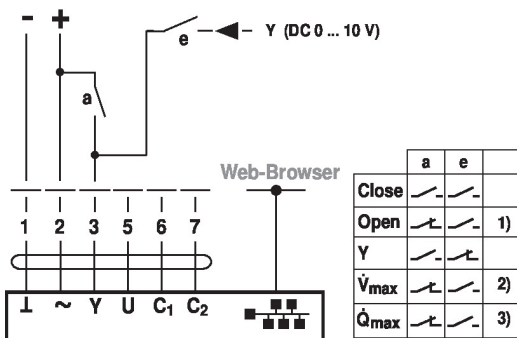 - +
e
Y (DC 0 ... 10 V)
a
Web-Browser
1 2 3 5 6 7
⊥ ~ Y U C₁ C₂
a e
Close
Open 1)
Y
V̇max 2)
Q̇max 3)